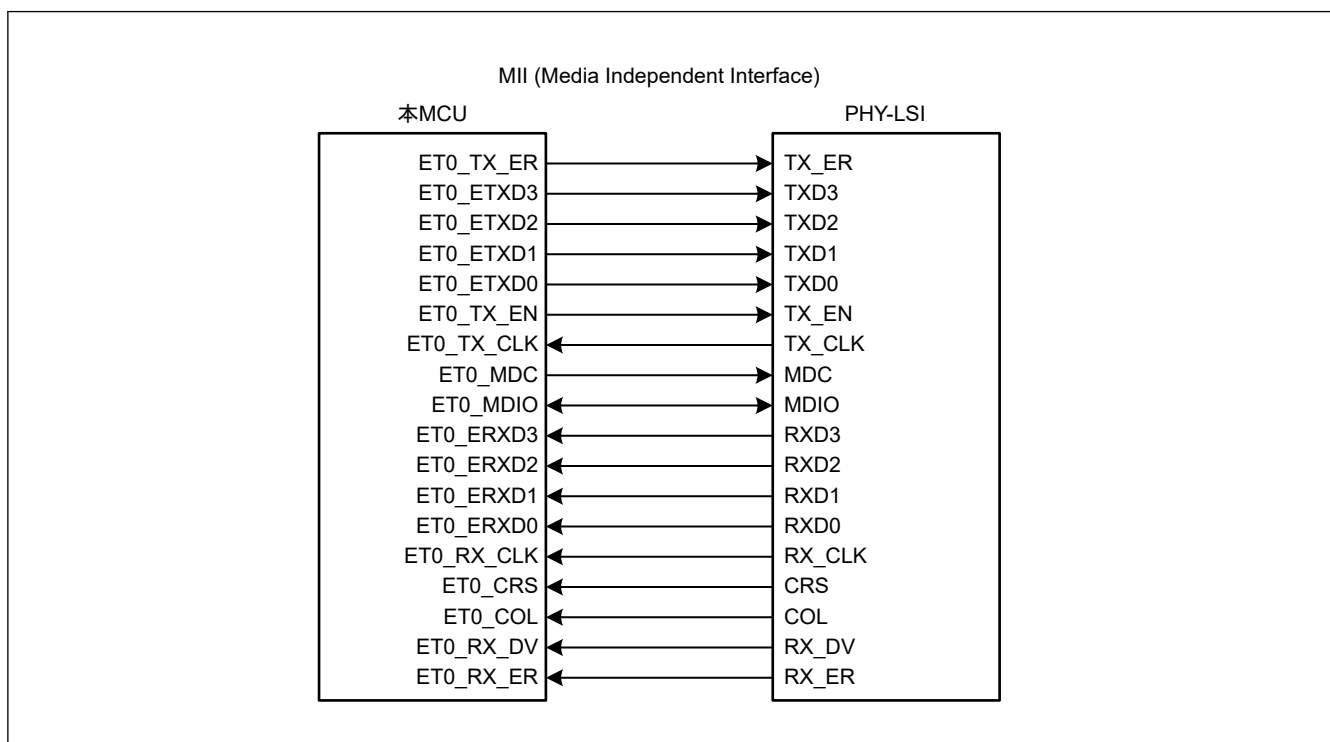 MII (Media Independent Interface)
本MCU PHY-LSI
ET0_TX_ER TX_ER
ET0_ETXD3 TXD3
ET0_ETXD2 TXD2
ET0_ETXD1 TXD1
ET0_ETXD0 TXD0
ET0_TX_EN TX_EN
ET0_TX_CLK TX_CLK
ET0_MDC MDC
ET0_MDIO MDIO
ET0_ERXD3 RXD3
ET0_ERXD2 RXD2
ET0_ERXD1 RXD1
ET0_ERXD0 RXD0
ET0_RX_CLK RX_CLK
ET0_CRS CRS
ET0_COL COL
ET0_RX_DV RX_DV
ET0_RX_ER RX_ER